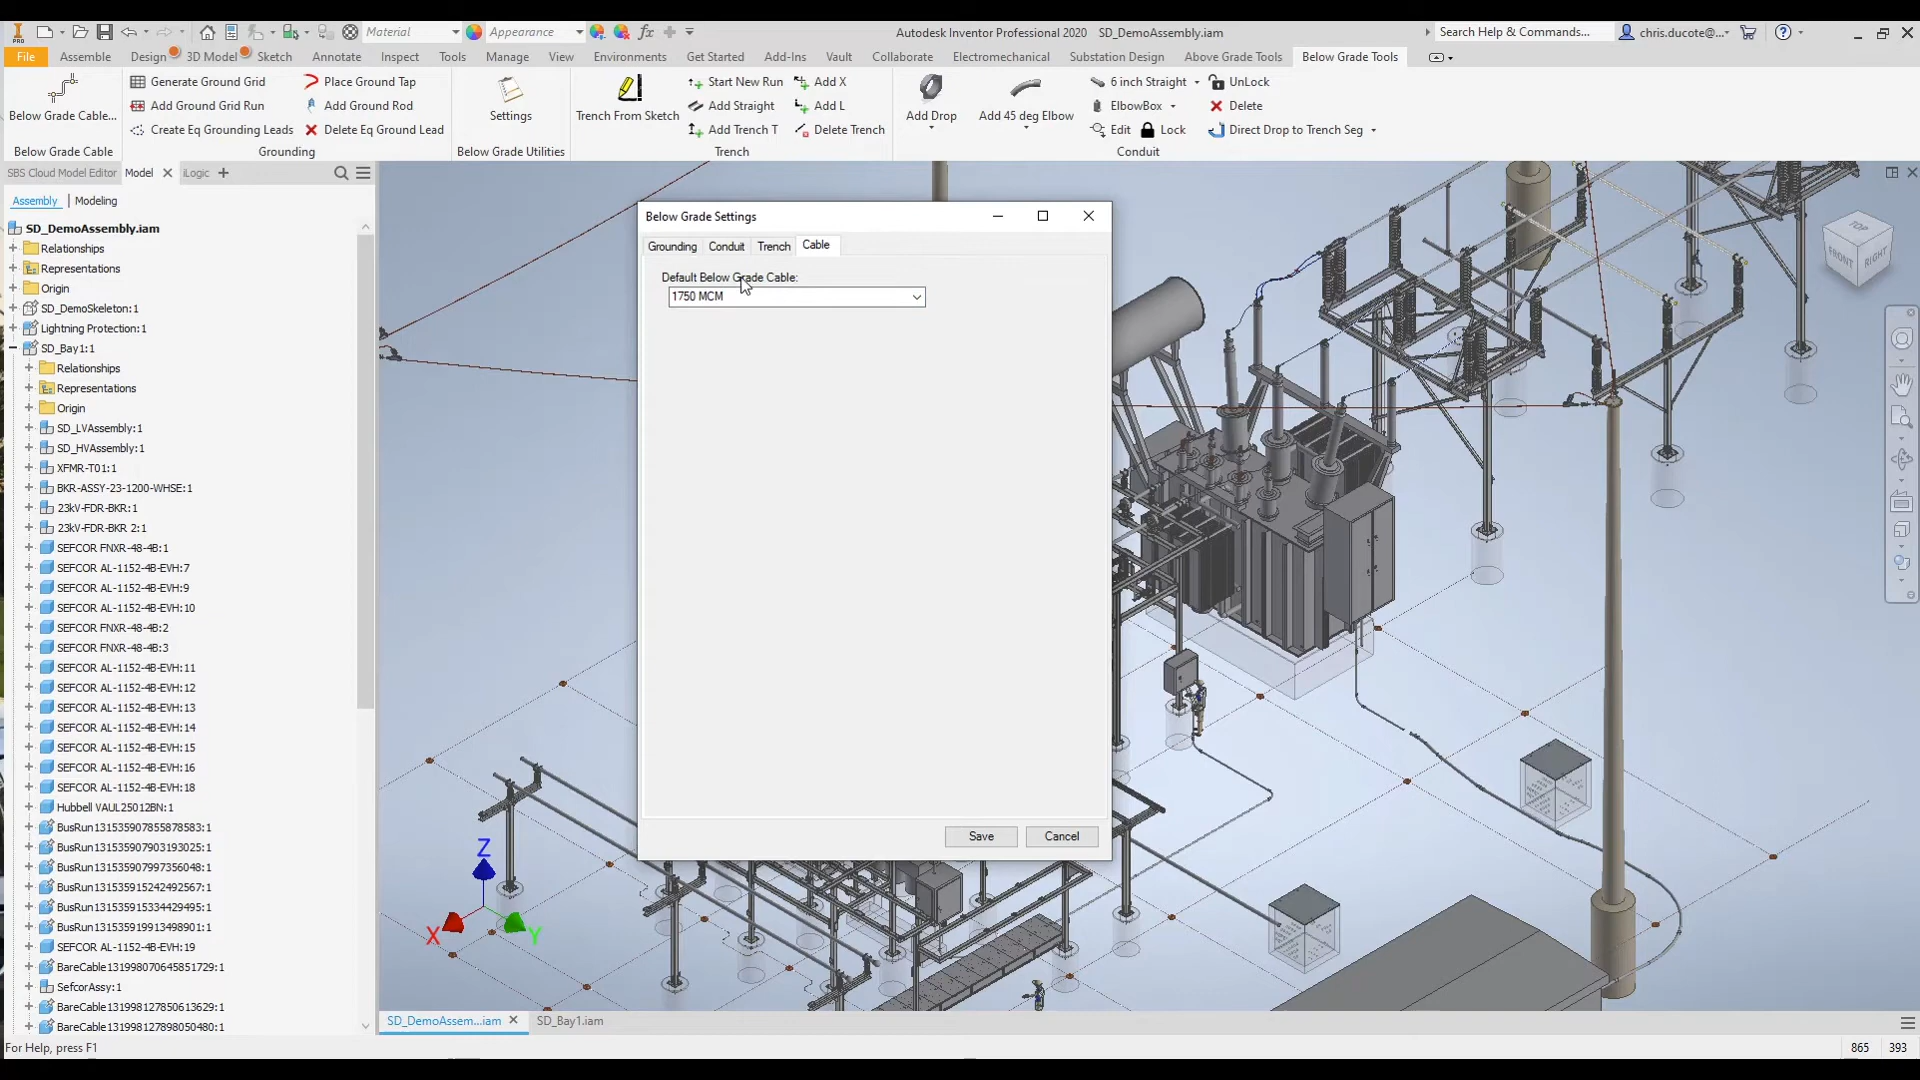 Material
Appearance
Autodesk Inventor Professional 2020 SD_DemoAssembly.iam
Search Help & Commands...
chris.ducote@...
PRO
File Assemble Design 3D Model Sketch Annotate Inspect Tools Manage View Environments Get Started Add-Ins Vault Collaborate Electromechanical Substation Design Above Grade Tools Below Grade Tools
Generate Ground Grid Place Ground Tap Start New Run Add X 6 inch Straight UnLock
Below Grade Cable... Add Ground Grid Run Add Ground Rod Settings Trench From Sketch Add Straight Add L Add Drop Add 45 deg Elbow ElbowBox Delete
Create Eq Grounding Leads Delete Eq Ground Lead Add Trench T Delete Trench Edit Lock Direct Drop to Trench Seg
Below Grade Cable Grounding Below Grade Utilities Trench Conduit
SBS Cloud Model Editor Model iLogic
Assembly Modeling
SD_DemoAssembly.iam
Relationships
Representations
Origin
SD_DemoSkeleton:1
Lightning Protection:1
SD_Bay1:1
Relationships
Representations
Origin
SD_LVAssembly:1
SD_HVAssembly:1
XFMR-T01:1
BKR-ASSY-23-1200-WHSE:1
23kV-FDR-BKR:1
23kV-FDR-BKR 2:1
SEFCOR FNXR-48-4B:1
SEFCOR AL-1152-4B-EVH:7
SEFCOR AL-1152-4B-EVH:9
SEFCOR AL-1152-4B-EVH:10
SEFCOR FNXR-48-4B:2
SEFCOR FNXR-48-4B:3
SEFCOR AL-1152-4B-EVH:11
SEFCOR AL-1152-4B-EVH:12
SEFCOR AL-1152-4B-EVH:13
SEFCOR AL-1152-4B-EVH:14
SEFCOR AL-1152-4B-EVH:15
SEFCOR AL-1152-4B-EVH:16
SEFCOR AL-1152-4B-EVH:18
Hubbell VAUL25012BN:1
BusRun131535907855878583:1
BusRun131535907903193025:1
BusRun131535907997356048:1
BusRun131535915242492567:1
BusRun131535915334429495:1
BusRun131535919913498901:1
SEFCOR AL-1152-4B-EVH:19
BareCable131998070645851729:1
SefcorAssy:1
BareCable131998127850613629:1
BareCable131998127898050480:1
Below Grade Settings
Grounding Conduit Trench Cable
Default Below Grade Cable:
1750 MCM
Save Cancel
TOP
FRONT RIGHT
Z
X
Y
SD_DemoAssem...iam SD_Bay1.iam
For Help, press F1
865 393